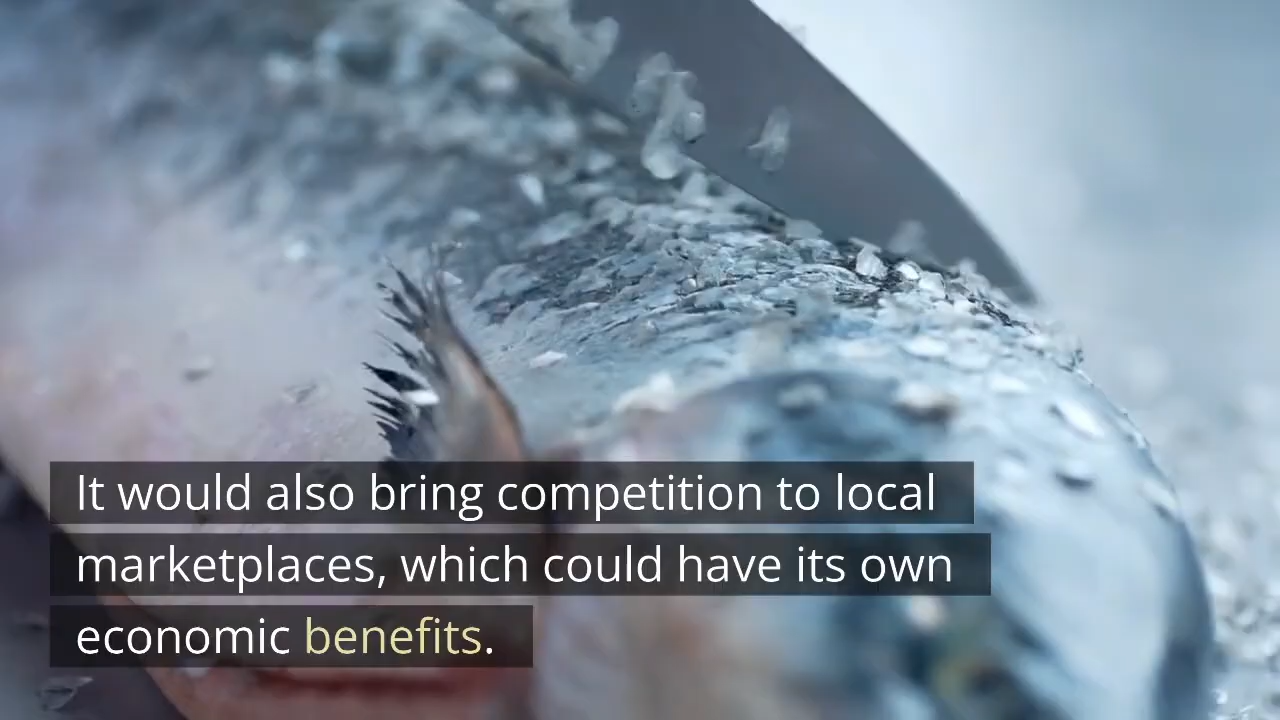 It would also bring competition to local
marketplaces, which could have its own
economic benefits.